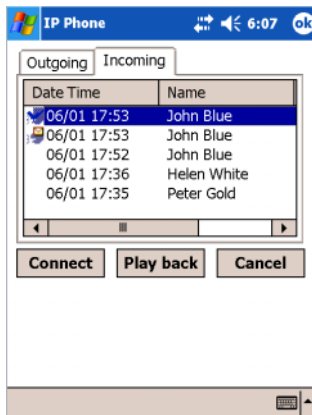 IP Phone 6:07 ok
Outgoing Incoming
Date Time Name
06/01 17:53 John Blue
06/01 17:53 John Blue
06/01 17:52 John Blue
06/01 17:36 Helen White
06/01 17:35 Peter Gold
Connect Play back Cancel